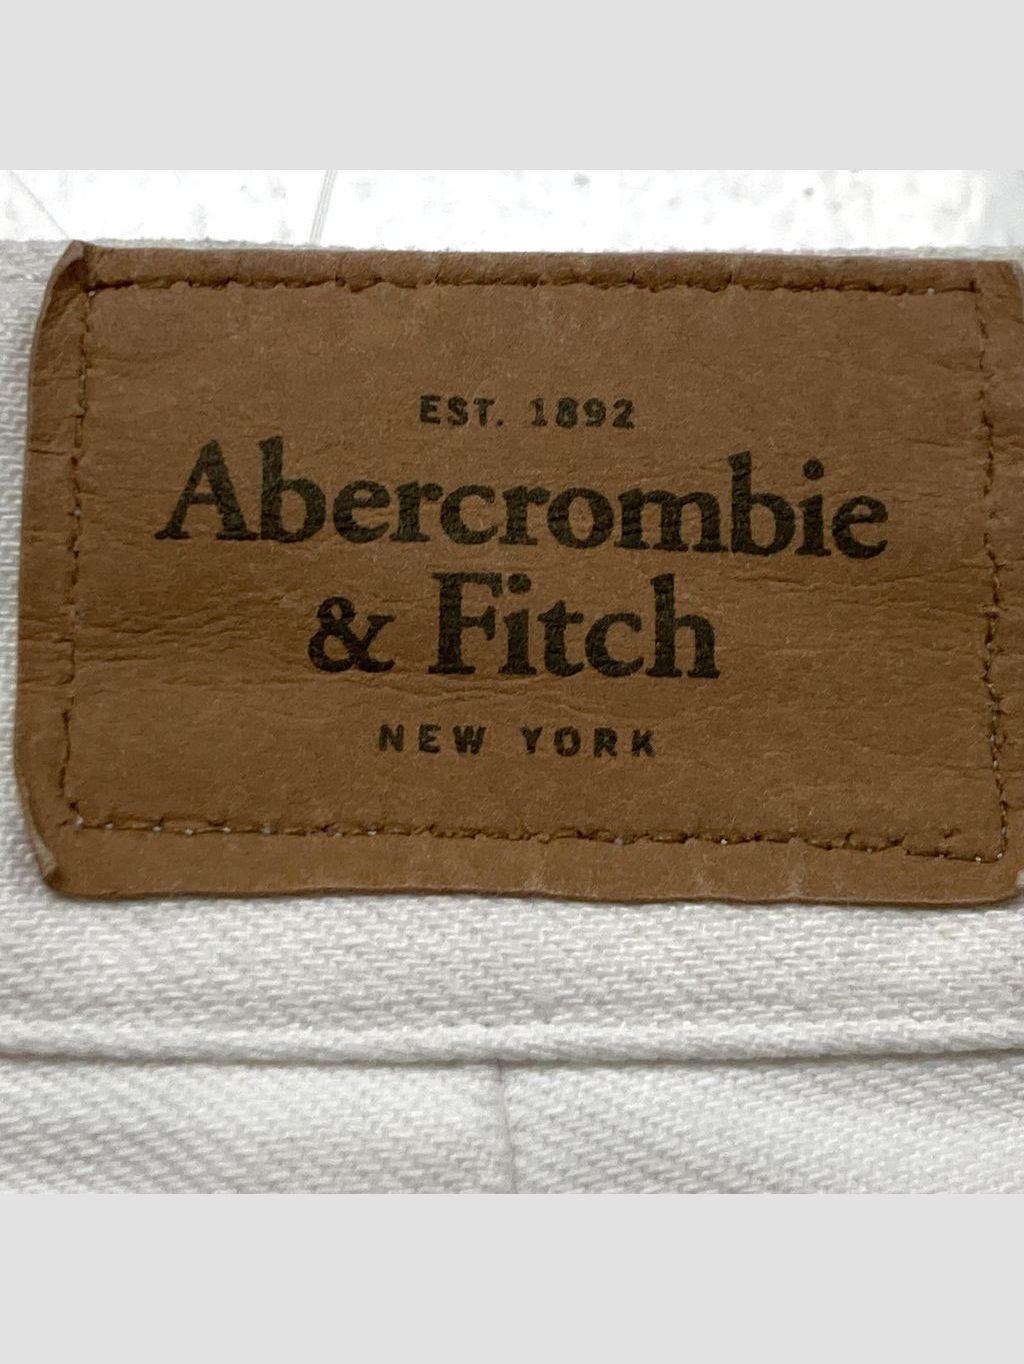 EST. 1892
Abercrombie
& Fitch
NEW YORK